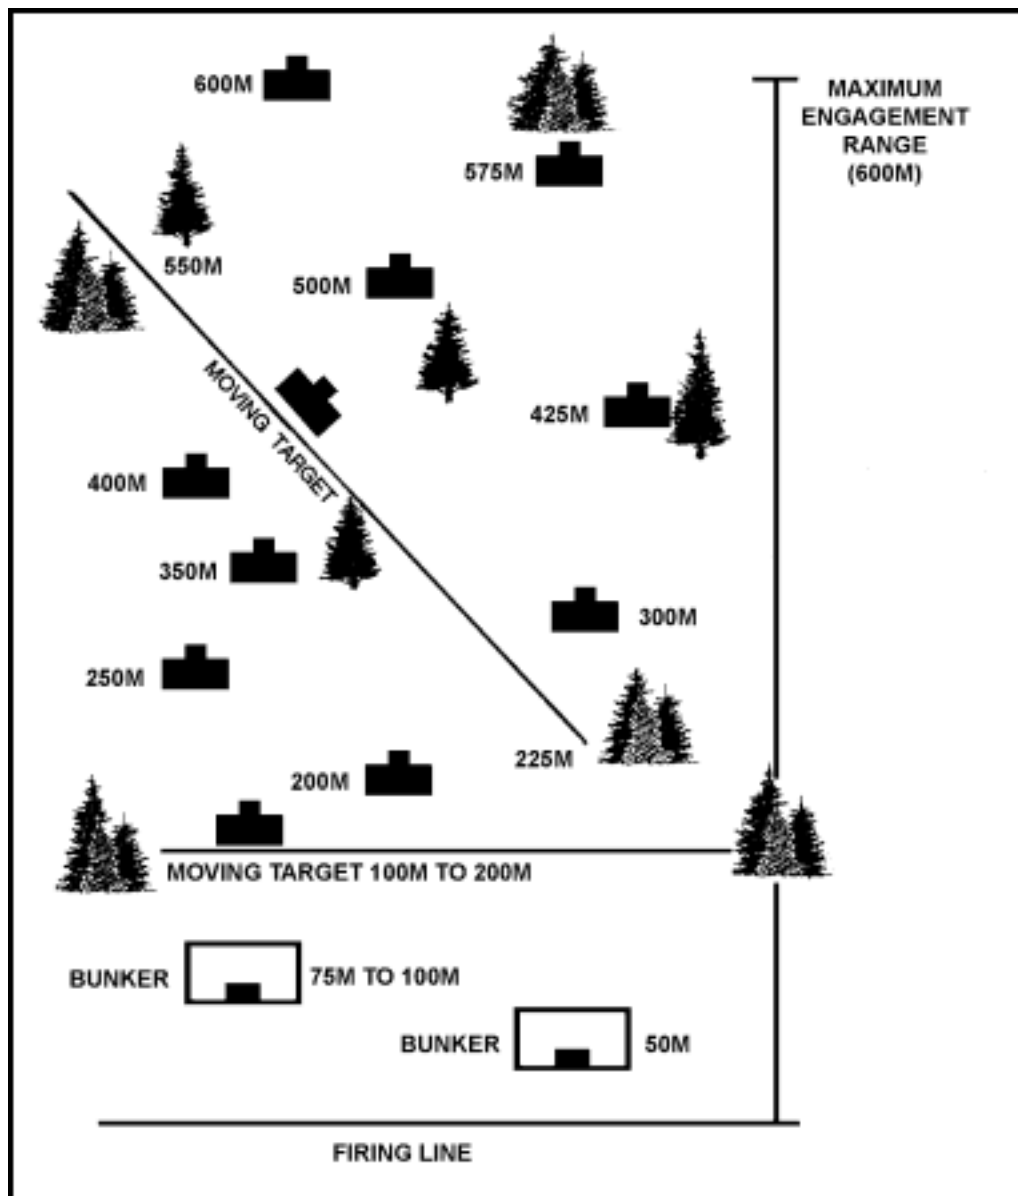 600M
MAXIMUM
ENGAGEMENT
RANGE
(600M)
575M
550M
500M
MOVING TARGET
425M
400M
350M
300M
250M
225M
200M
MOVING TARGET 100M TO 200M
BUNKER
75M TO 100M
BUNKER
50M
FIRING LINE